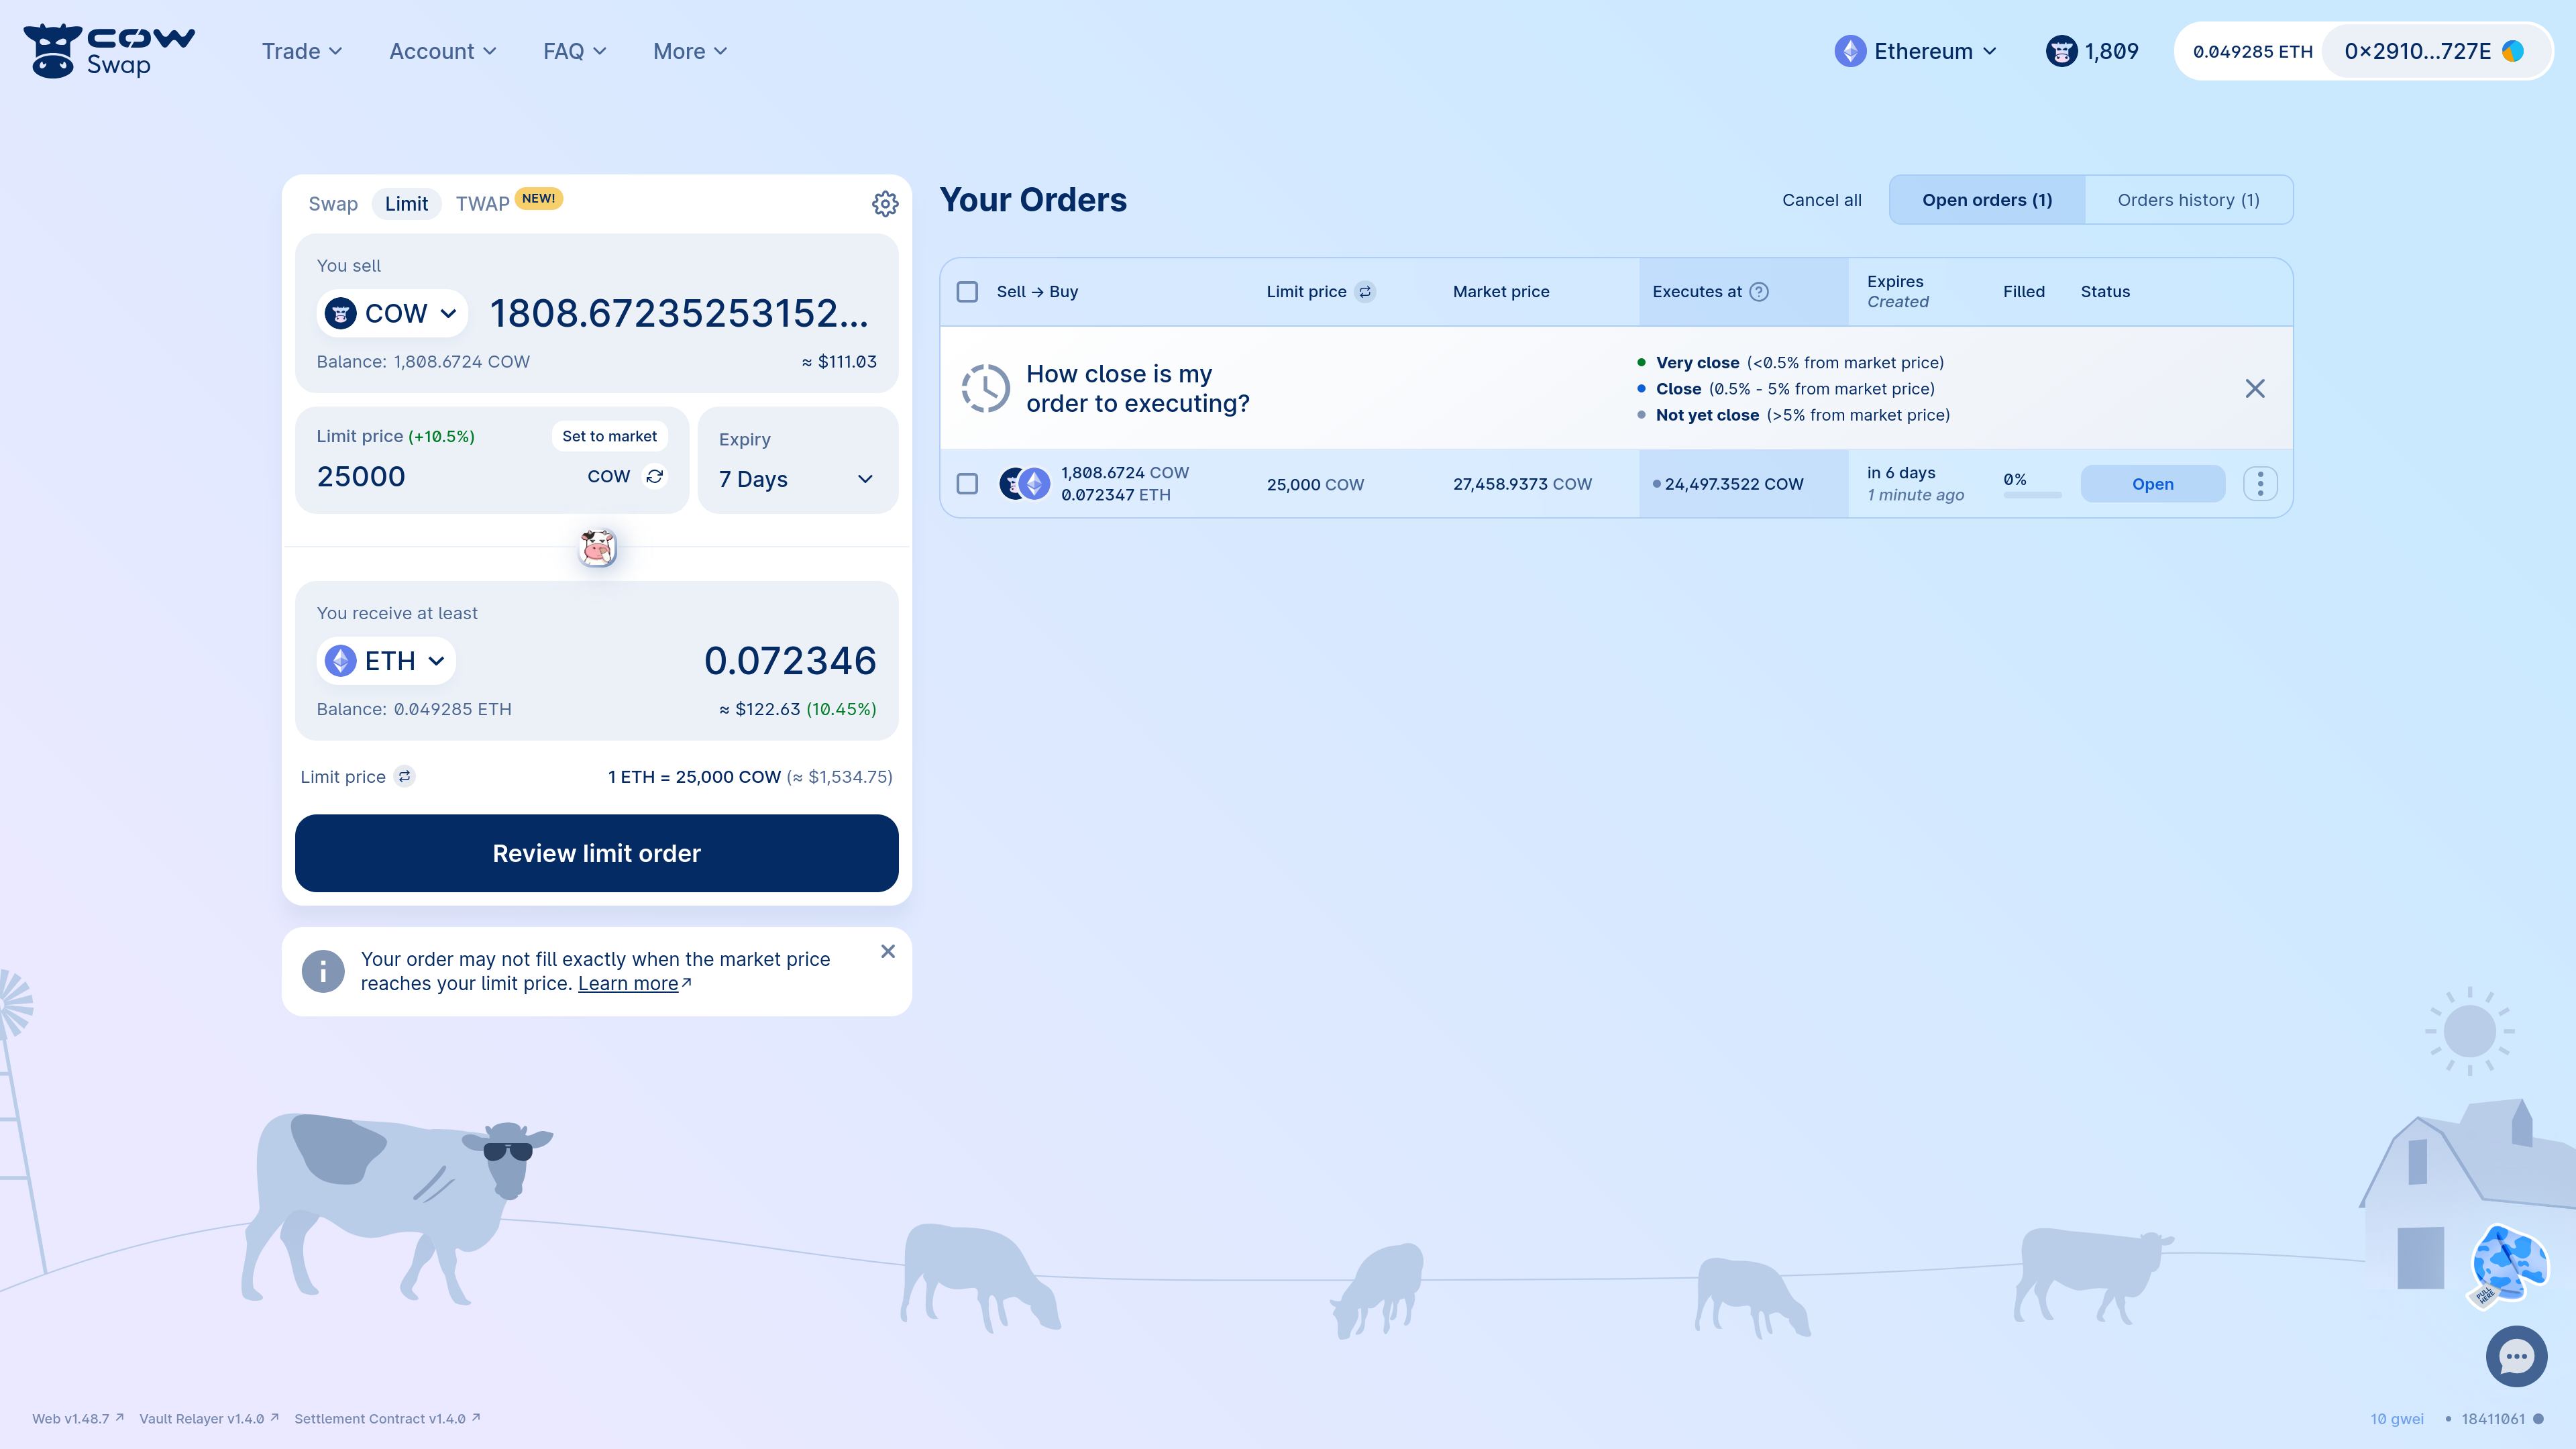 COW
Swap
Trade
Account
FAQ
More
Ethereum
1,809
0.049285 ETH
0×2910...727E
Swap
Limit
TWAP
NEW!
You sell
COW
1808.67235253152...
Balance: 1,808.6724 COW
≈ $111.03
Limit price (+10.5%)
Set to market
25000
COW
Expiry
7 Days
You receive at least
ETH
0.072346
Balance: 0.049285 ETH
≈ $122.63 (10.45%)
Limit price
1 ETH = 25,000 COW (≈ $1,534.75)
Review limit order
Your order may not fill exactly when the market price
reaches your limit price. Learn more↗
Your Orders
Cancel all
Open orders (1)
Orders history (1)
Sell → Buy
Limit price
Market price
Executes at ?
Expires
Created
Filled
Status
How close is my
order to executing?
Very close (<0.5% from market price)
Close (0.5% - 5% from market price)
Not yet close (>5% from market price)
1,808.6724 COW
0.072347 ETH
25,000 COW
27,458.9373 COW
24,497.3522 COW
in 6 days
1 minute ago
0%
Open
PULL
HERE
Web v1.48.7 ↗
Vault Relayer v1.4.0 ↗
Settlement Contract v1.4.0 ↗
10 gwei
• 18411061